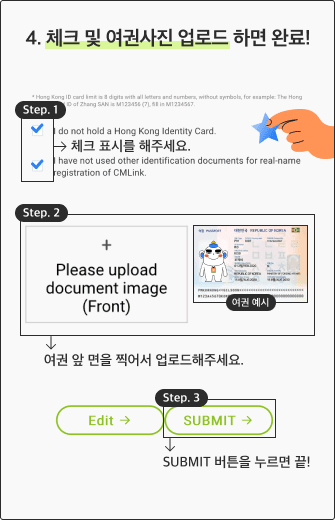 4. 체크 및 여권사진 업로드 하면 완료!
* Hong Kong ID card limit is 8 digits with all letters and numbers, without symbols, for example: The Hong
ID of Zhang SAN is M123456 (7), fill in M1234567.
Step. 1
I do not hold a Hong Kong Identity Card.
→ 체크 표시를 해주세요.
I have not used other identification documents for real-name
registration of CMLink.
Step. 2
+
Please upload
document image
(Front)
대한민국 REPUBLIC OF KOREA
여권 예시
여권 앞 면을 찍어서 업로드해주세요.
Step. 3
Edit →
SUBMIT →
SUBMIT 버튼을 누르면 끝!